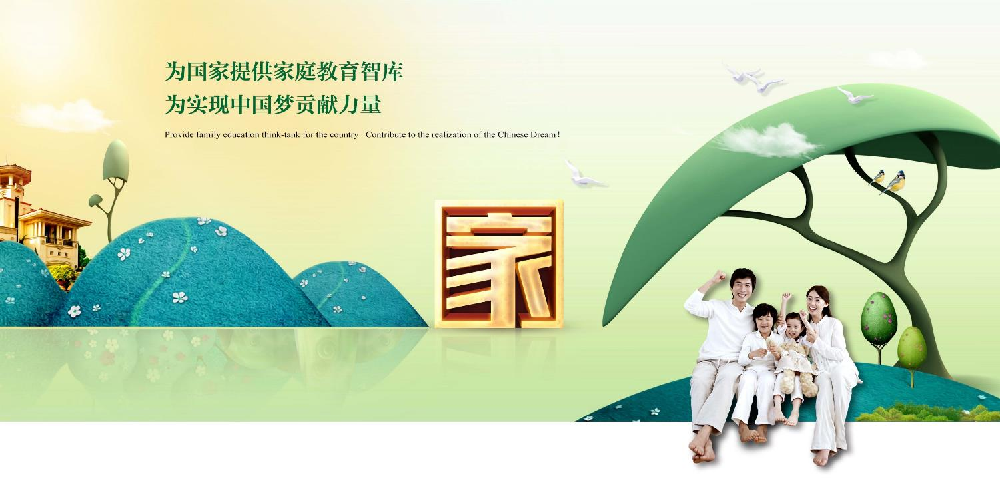 为国家提供家庭教育智库
为实现中国梦贡献力量
Provide family education think-tank for the country Contribute to the realization of the Chinese Dream!
家